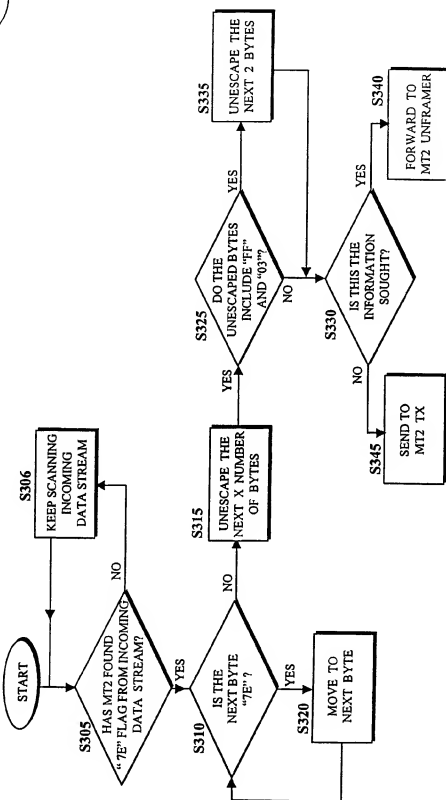 START
S305
HAS MT2 FOUND
"7E" FLAG FROM INCOMING
DATA STREAM?
NO
S306
KEEP SCANNING
INCOMING
DATA STREAM
YES
S310
IS THE
NEXT BYTE
"7E" ?
YES
S320
MOVE TO
NEXT BYTE
NO
S315
UNESCAPE THE
NEXT X NUMBER
OF BYTES
YES
S325
DO THE
UNESCAPED BYTES
INCLUDE "FF"
AND "03"?
YES
S335
UNESCAPE THE
NEXT 2 BYTES
NO
S330
IS THIS THE
INFORMATION
SOUGHT?
NO
S345
SEND TO
MT2 TX
YES
S340
FORWARD TO
MT2 UNFRAMER